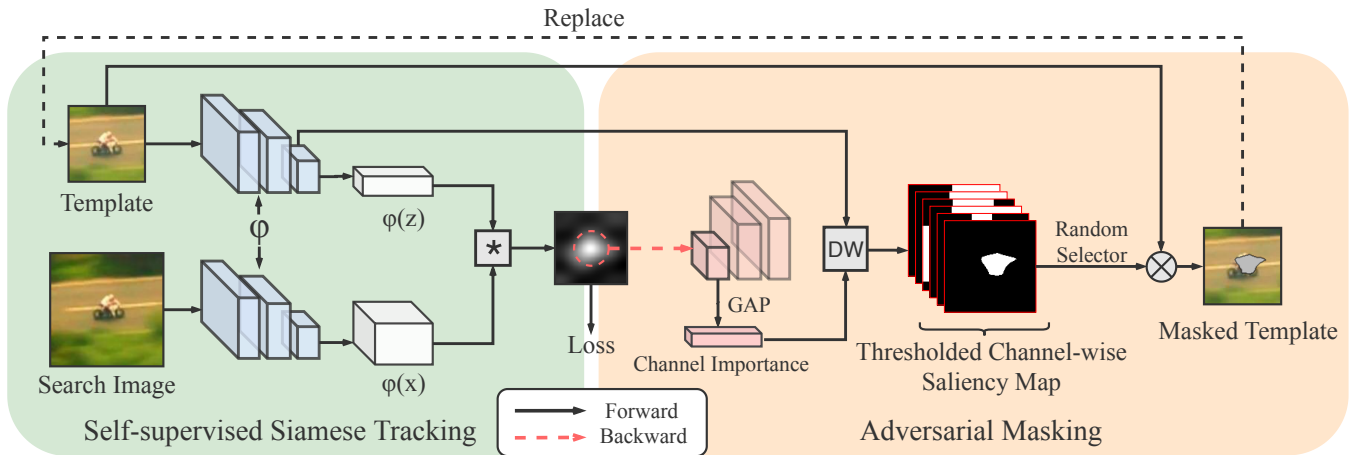 Replace
Template
φ
φ(z)
*
Search Image
φ(x)
Loss
Self-supervised Siamese Tracking
GAP
Channel Importance
DW
Random
Selector
Thresholded Channel-wise
Saliency Map
Masked Template
Adversarial Masking
Forward
Backward